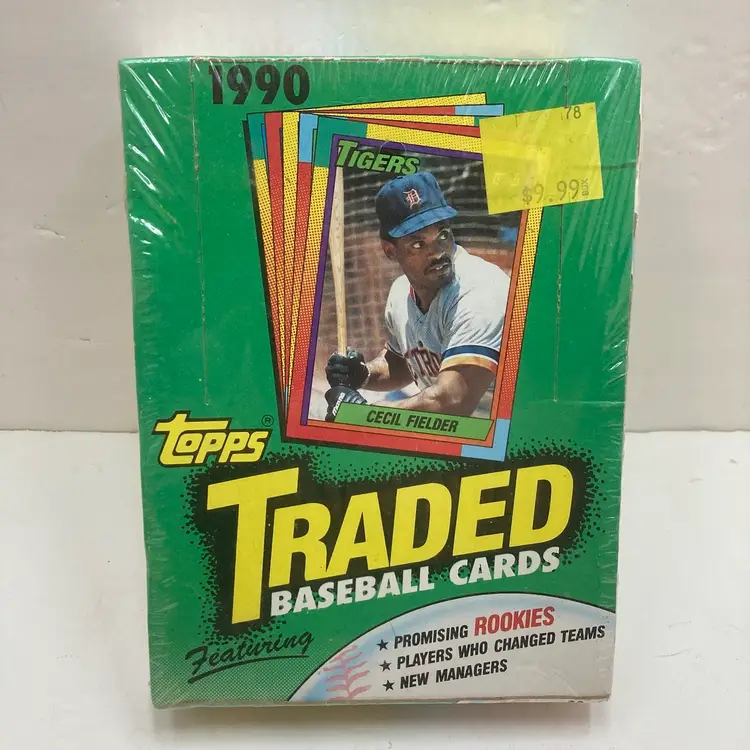 1990
78
$9.99 BOX
TIGERS
D
CECIL FIELDER
topps®
TRADED
BASEBALL CARDS
Featuring
★ PROMISING ROOKIES
★ PLAYERS WHO CHANGED TEAMS
★ NEW MANAGERS